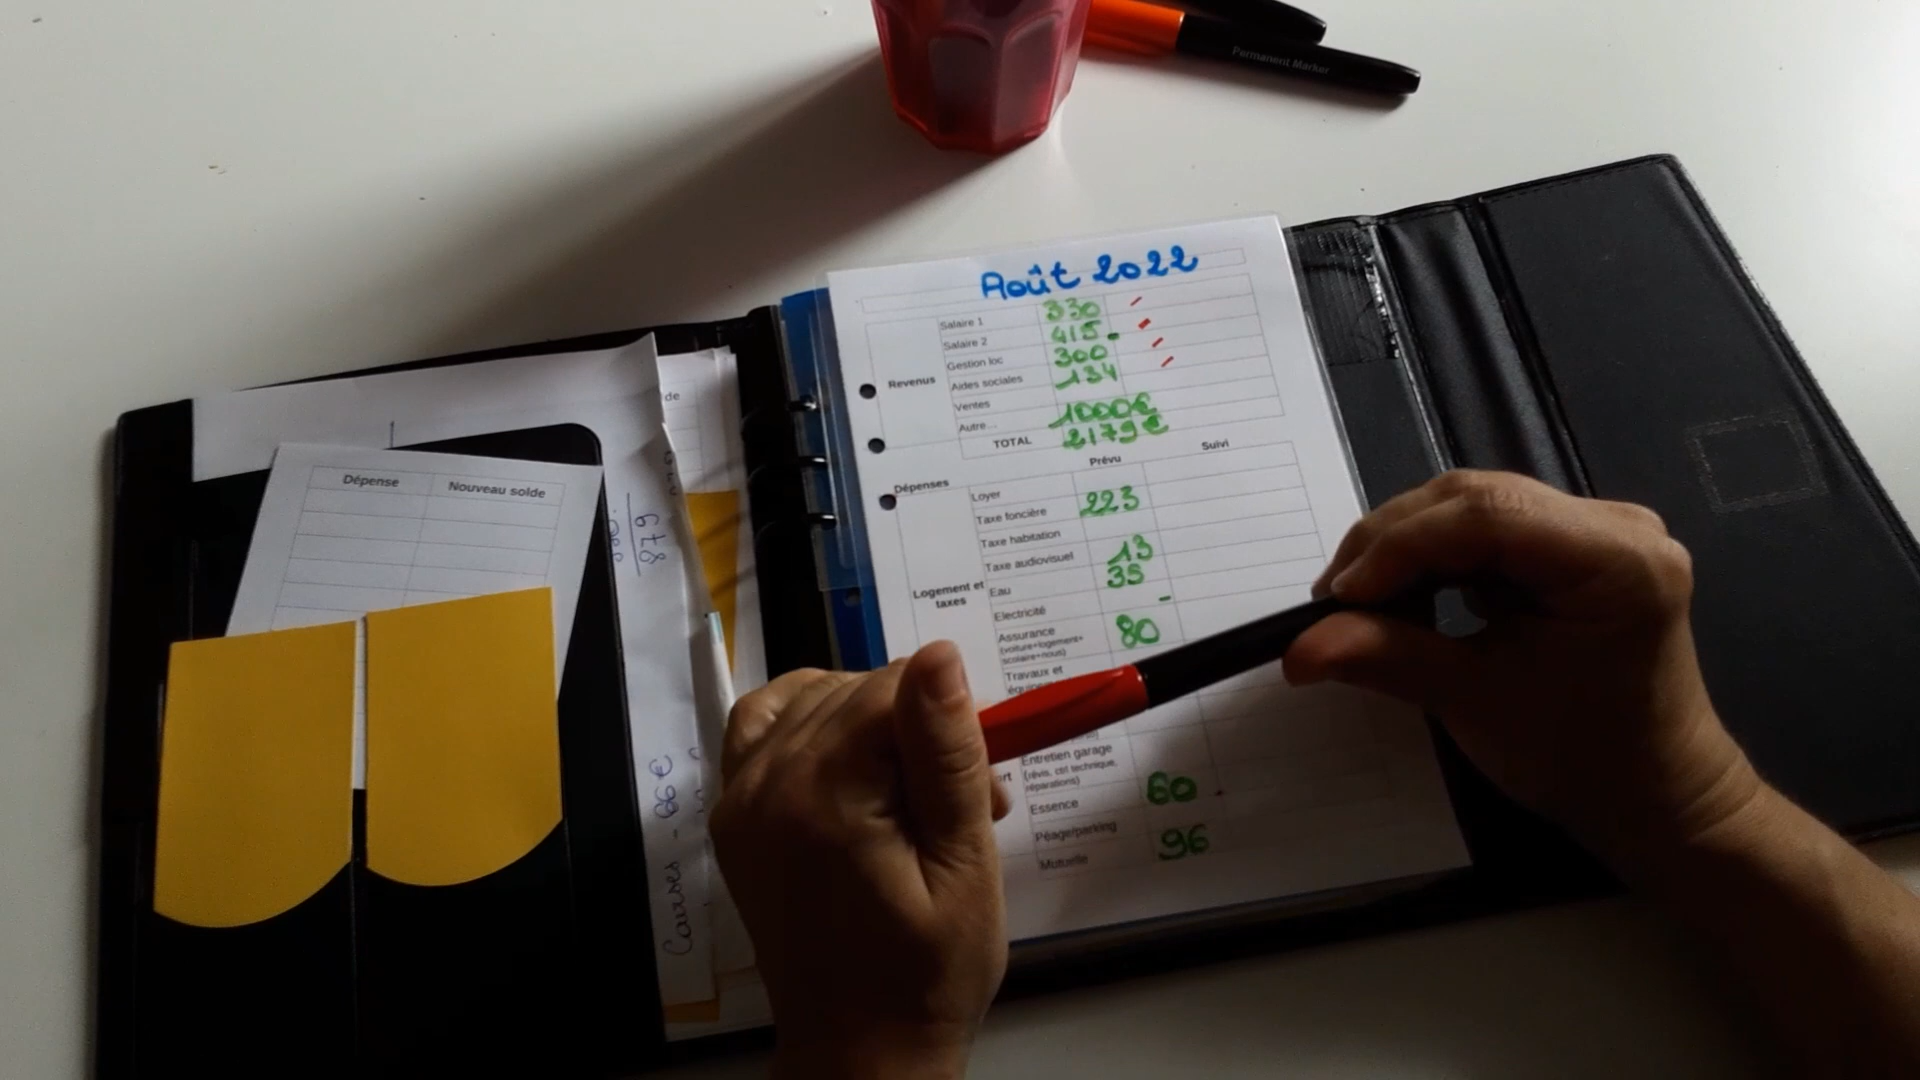 Permanent Marker
Août 2022
Revenus
Salaire 1 330
Salaire 2 415
Gestion loc 300
Aides sociales 134
Ventes
Autre... 1000€
TOTAL 2179€
Dépenses Prévu Suivi
Logement et
taxes
Loyer
Taxe foncière 223
Taxe habitation
Taxe audiovisuel 13
Eau 35
Electricité -
Assurance 80
(voiture+logement+
scolaire+nous)
Travaux et
Entretien garage
(révis, ctrl technique,
réparations)
Essence 60
Péage/parking
Mutuelle 96
Dépense Nouveau solde
de
879
Courses - 66€